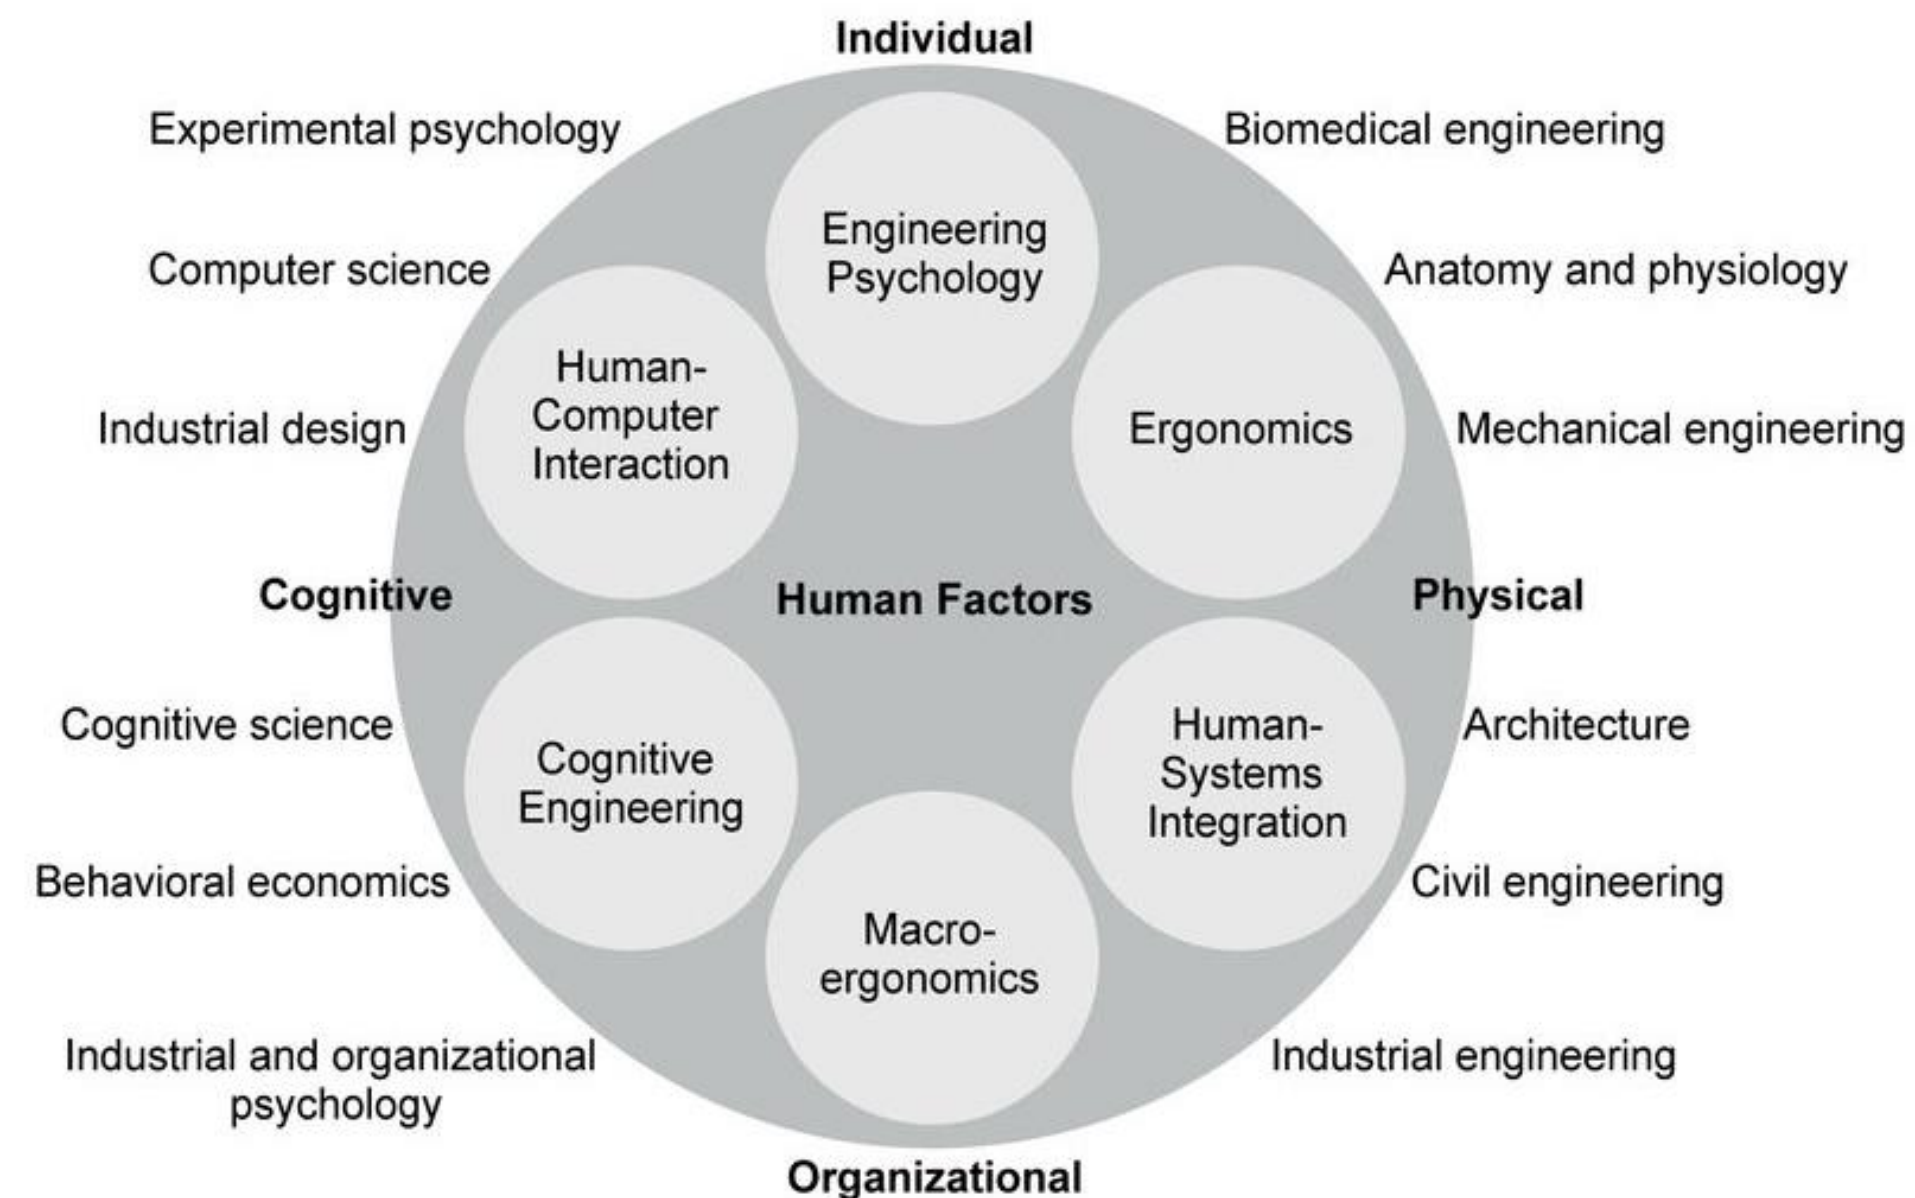 Individual
Experimental psychology
Biomedical engineering
Engineering
Psychology
Computer science
Anatomy and physiology
Human-
Computer
Interaction
Industrial design
Ergonomics
Mechanical engineering
Cognitive
Human Factors
Physical
Cognitive science
Cognitive
Engineering
Human-
Systems
Integration
Architecture
Behavioral economics
Civil engineering
Macro-
ergonomics
Industrial and organizational
psychology
Industrial engineering
Organizational